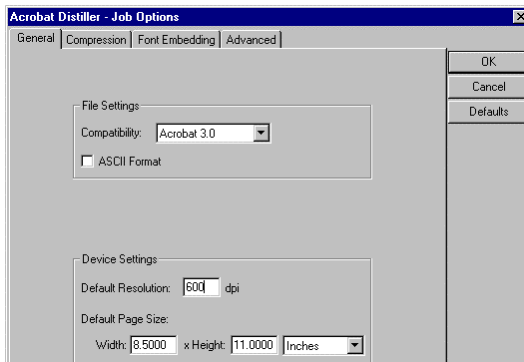 Acrobat Distiller - Job Options
General Compression Font Embedding Advanced
OK
Cancel
Defaults
File Settings
Compatibility: Acrobat 3.0
ASCII Format
Device Settings
Default Resolution: 600 dpi
Default Page Size:
Width: 8.5000 x Height: 11.0000 Inches